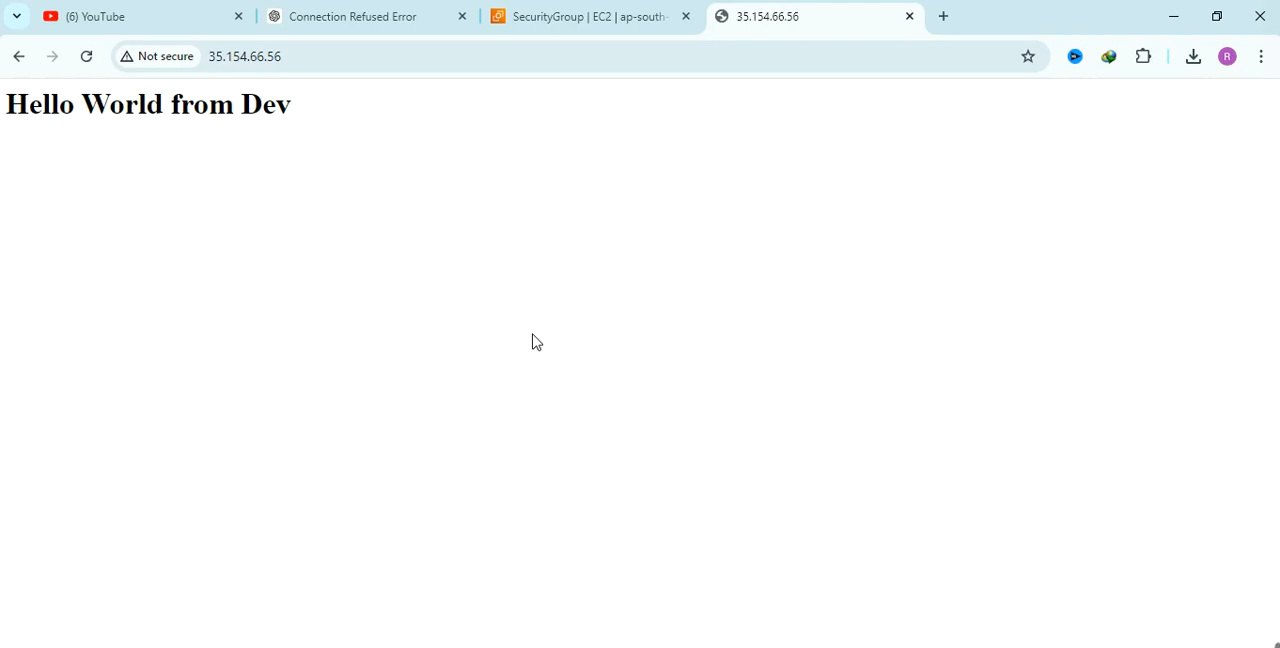 (6) YouTube
Connection Refused Error
SecurityGroup | EC2 | ap-south-
35.154.66.56
Not secure
35.154.66.56
R
Hello World from Dev